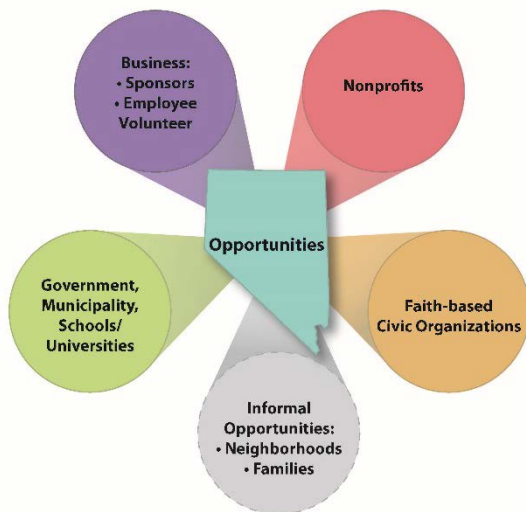 Business:
• Sponsors
• Employee
Volunteer
Nonprofits
Opportunities
Government,
Municipality,
Schools/
Universities
Faith-based
Civic Organizations
Informal
Opportunities:
• Neighborhoods
• Families